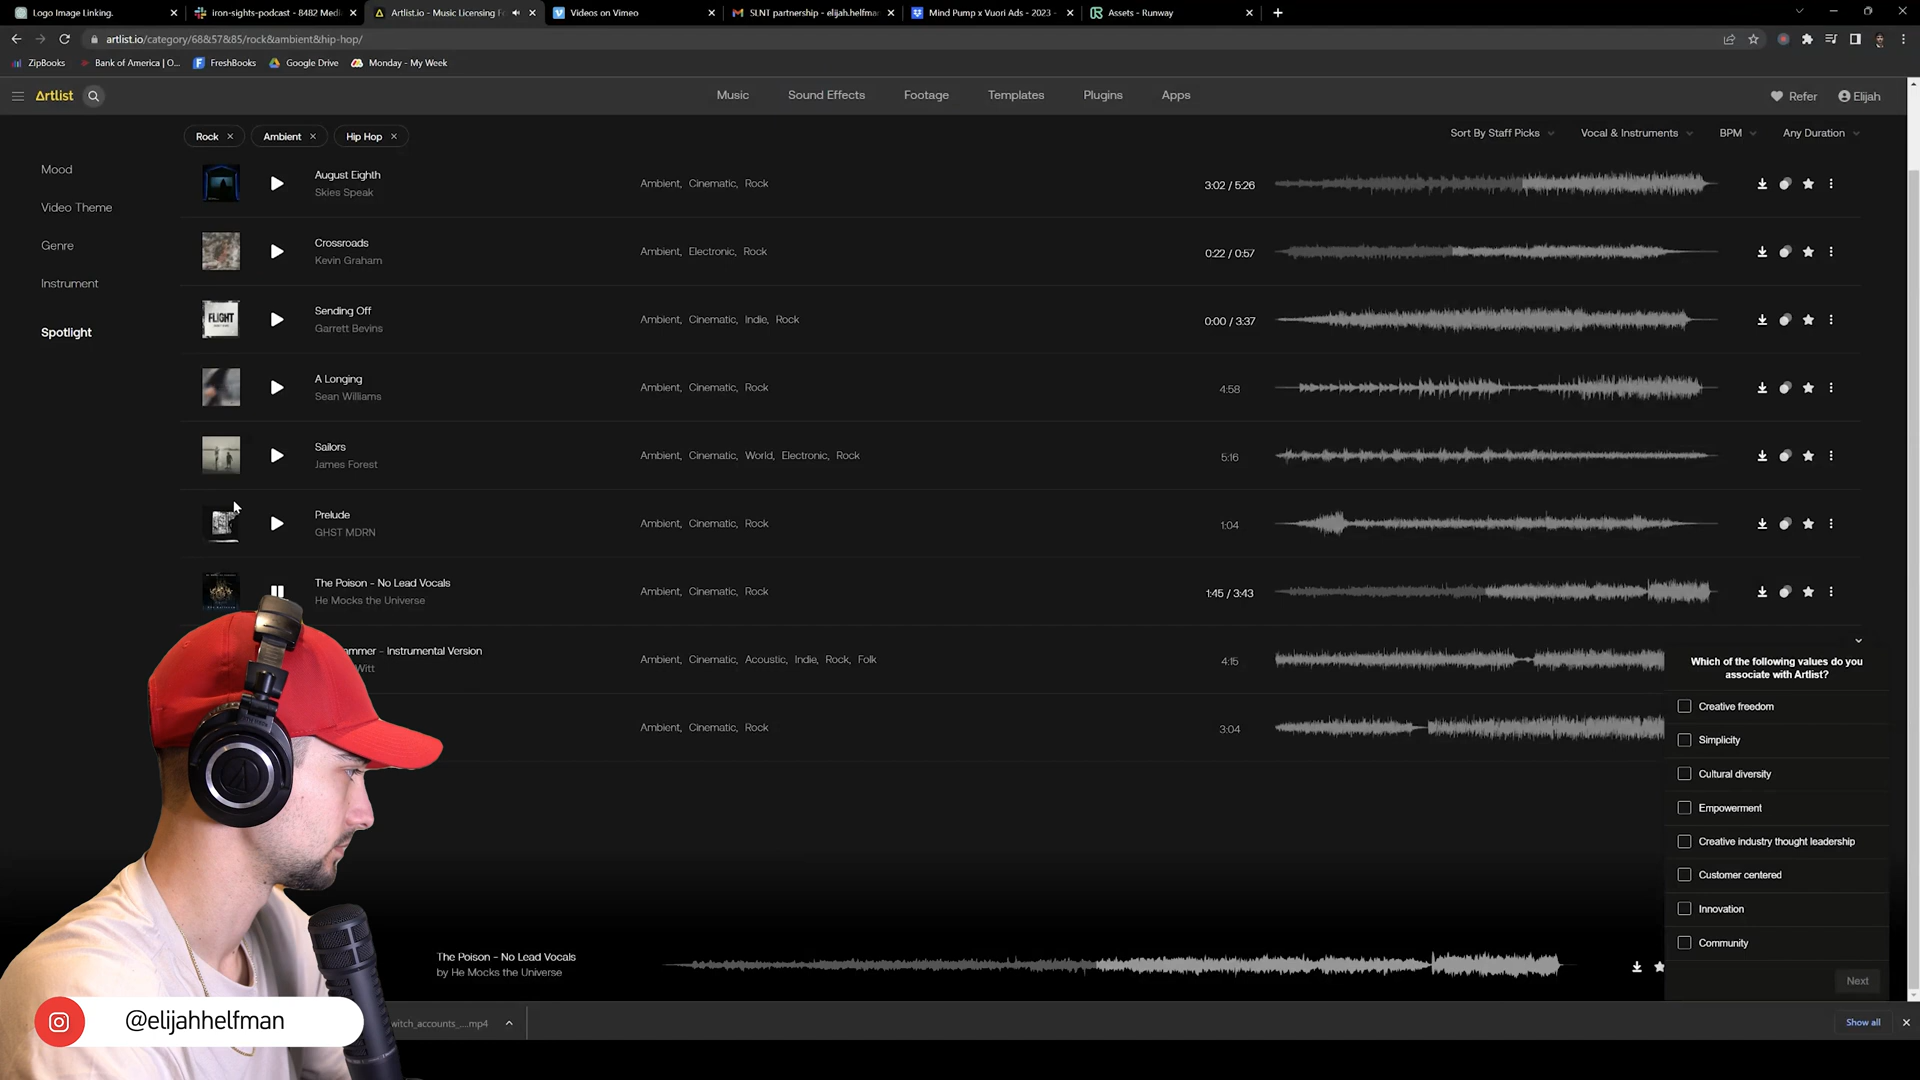 Logo Image Linking.
iron-sights-podcast - 8482 Medi
Artlist.io - Music Licensing F
Videos on Vimeo
SLNT partnership - elijah.helfma
Mind Pump x Vuori Ads - 2023 -
Assets - Runway
artlist.io/category/68&57&85/rock&ambient&hip-hop/
ZipBooks
Bank of America | O...
FreshBooks
Google Drive
Monday - My Week
Artlist
Music
Sound Effects
Footage
Templates
Plugins
Apps
Refer
Elijah
Rock
Ambient
Hip Hop
Sort By Staff Picks
Vocal & Instruments
BPM
Any Duration
Mood
Video Theme
Genre
Instrument
Spotlight
August Eighth
Skies Speak
Ambient, Cinematic, Rock
3:02 / 5:26
Crossroads
Kevin Graham
Ambient, Electronic, Rock
0:22 / 0:57
FLIGHT
Sending Off
Garrett Bevins
Ambient, Cinematic, Indie, Rock
0:00 / 3:37
A Longing
Sean Williams
Ambient, Cinematic, Rock
4:58
Sailors
James Forest
Ambient, Cinematic, World, Electronic, Rock
5:16
Prelude
GHST MDRN
Ambient, Cinematic, Rock
1:04
The Poison - No Lead Vocals
He Mocks the Universe
Ambient, Cinematic, Rock
1:45 / 3:43
ammer - Instrumental Version
Witt
Ambient, Cinematic, Acoustic, Indie, Rock, Folk
4:15
Ambient, Cinematic, Rock
3:04
Which of the following values do you
associate with Artlist?
Creative freedom
Simplicity
Cultural diversity
Empowerment
Creative industry thought leadership
Customer centered
Innovation
Community
Next
The Poison - No Lead Vocals
by He Mocks the Universe
@elijahhelfman
witch_accounts_....mp4
Show all